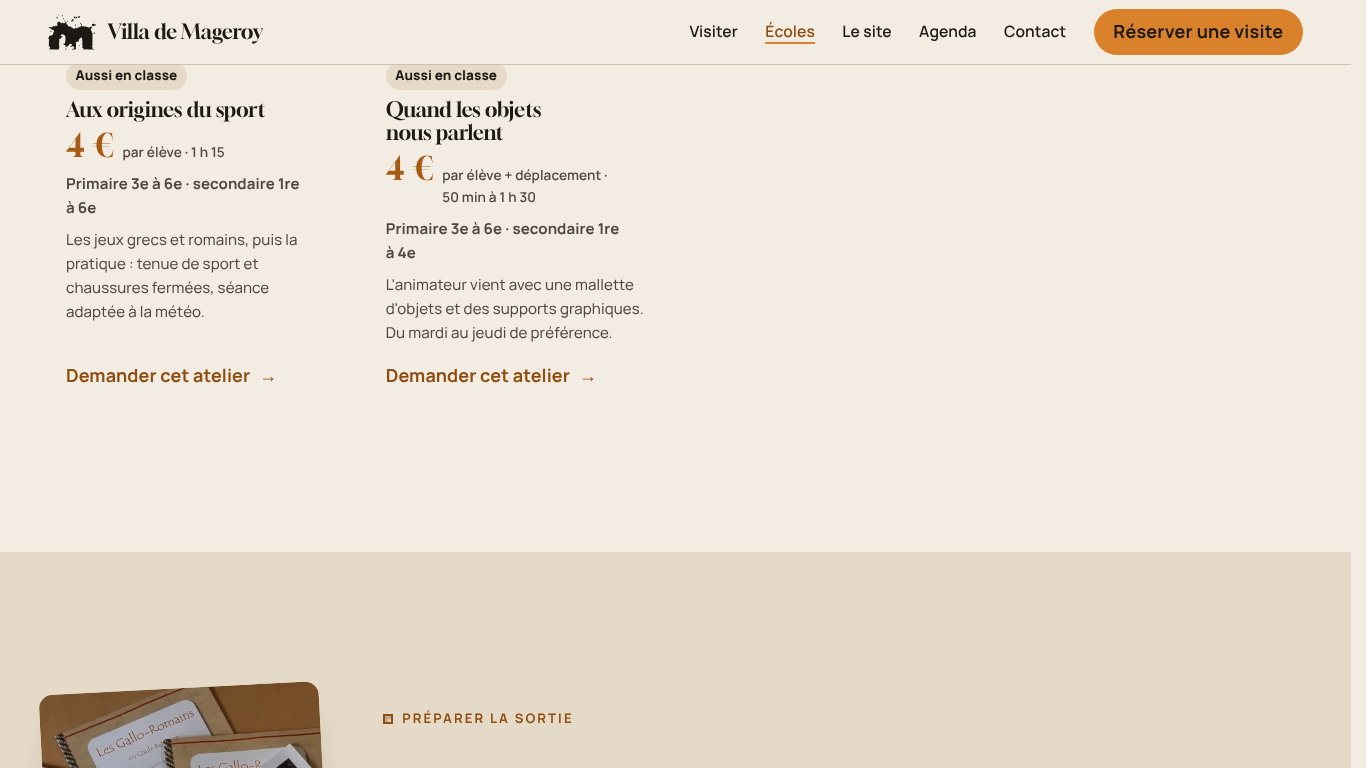 Villa de Mageroy
Visiter
Écoles
Le site
Agenda
Contact
Réserver une visite
Aussi en classe
Aux origines du sport
4 € par élève · 1 h 15
Primaire 3e à 6e · secondaire 1re
à 6e
Les jeux grecs et romains, puis la
pratique : tenue de sport et
chaussures fermées, séance
adaptée à la météo.
Demander cet atelier →
Aussi en classe
Quand les objets
nous parlent
4 € par élève + déplacement ·
50 min à 1 h 30
Primaire 3e à 6e · secondaire 1re
à 4e
L'animateur vient avec une mallette
d'objets et des supports graphiques.
Du mardi au jeudi de préférence.
Demander cet atelier →
PRÉPARER LA SORTIE
Les Gallo-Romains
en Gaule
Les Gallo-R